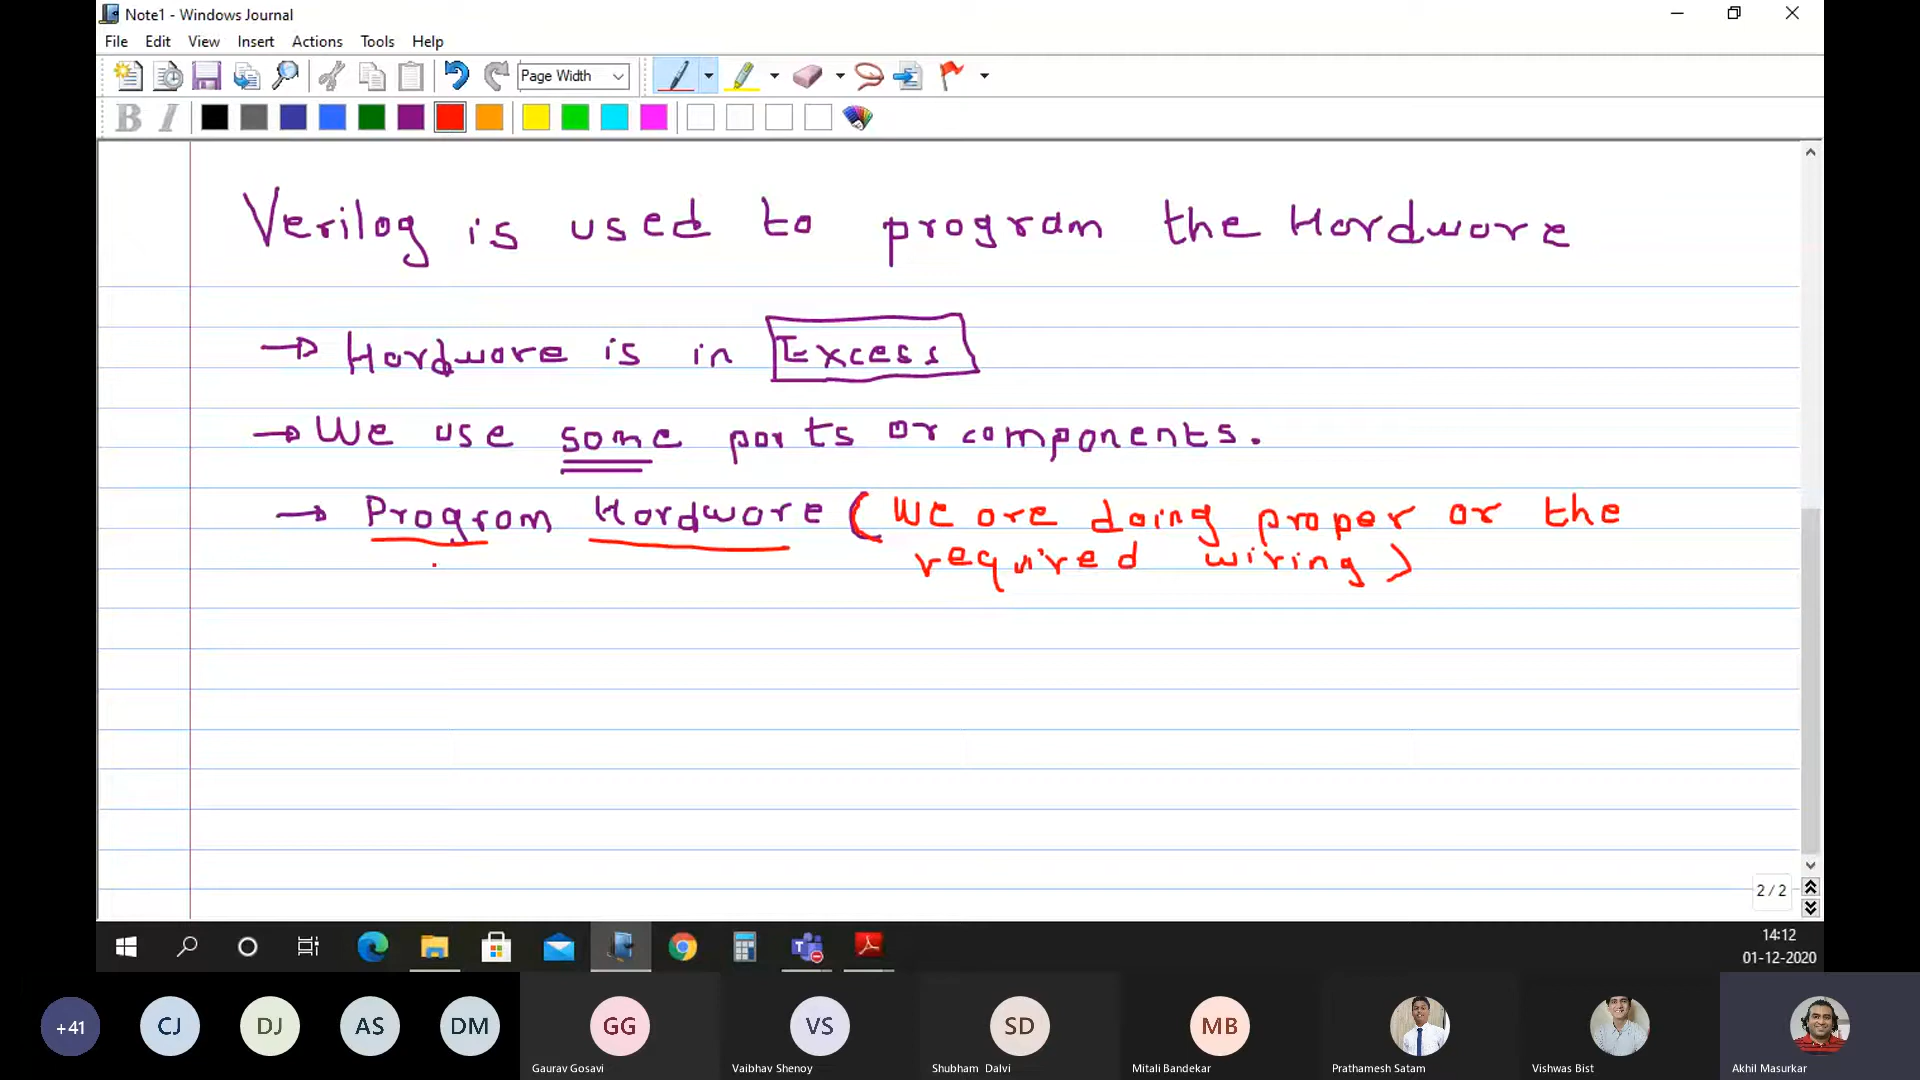 Note1 - Windows Journal
File Edit View Insert Actions Tools Help
Page Width
B I
Verilog is used to program the Hardware
→ Hardware is in Excess
→ We use some parts or components.
→ Program Hardware (We are doing proper or the
required wiring)
2 / 2
14:12
01-12-2020
+41 CJ DJ AS DM GG VS SD MB
Gaurav Gosavi Vaibhav Shenoy Shubham Dalvi Mitali Bandekar Prathamesh Satam Vishwas Bist Akhil Masurkar